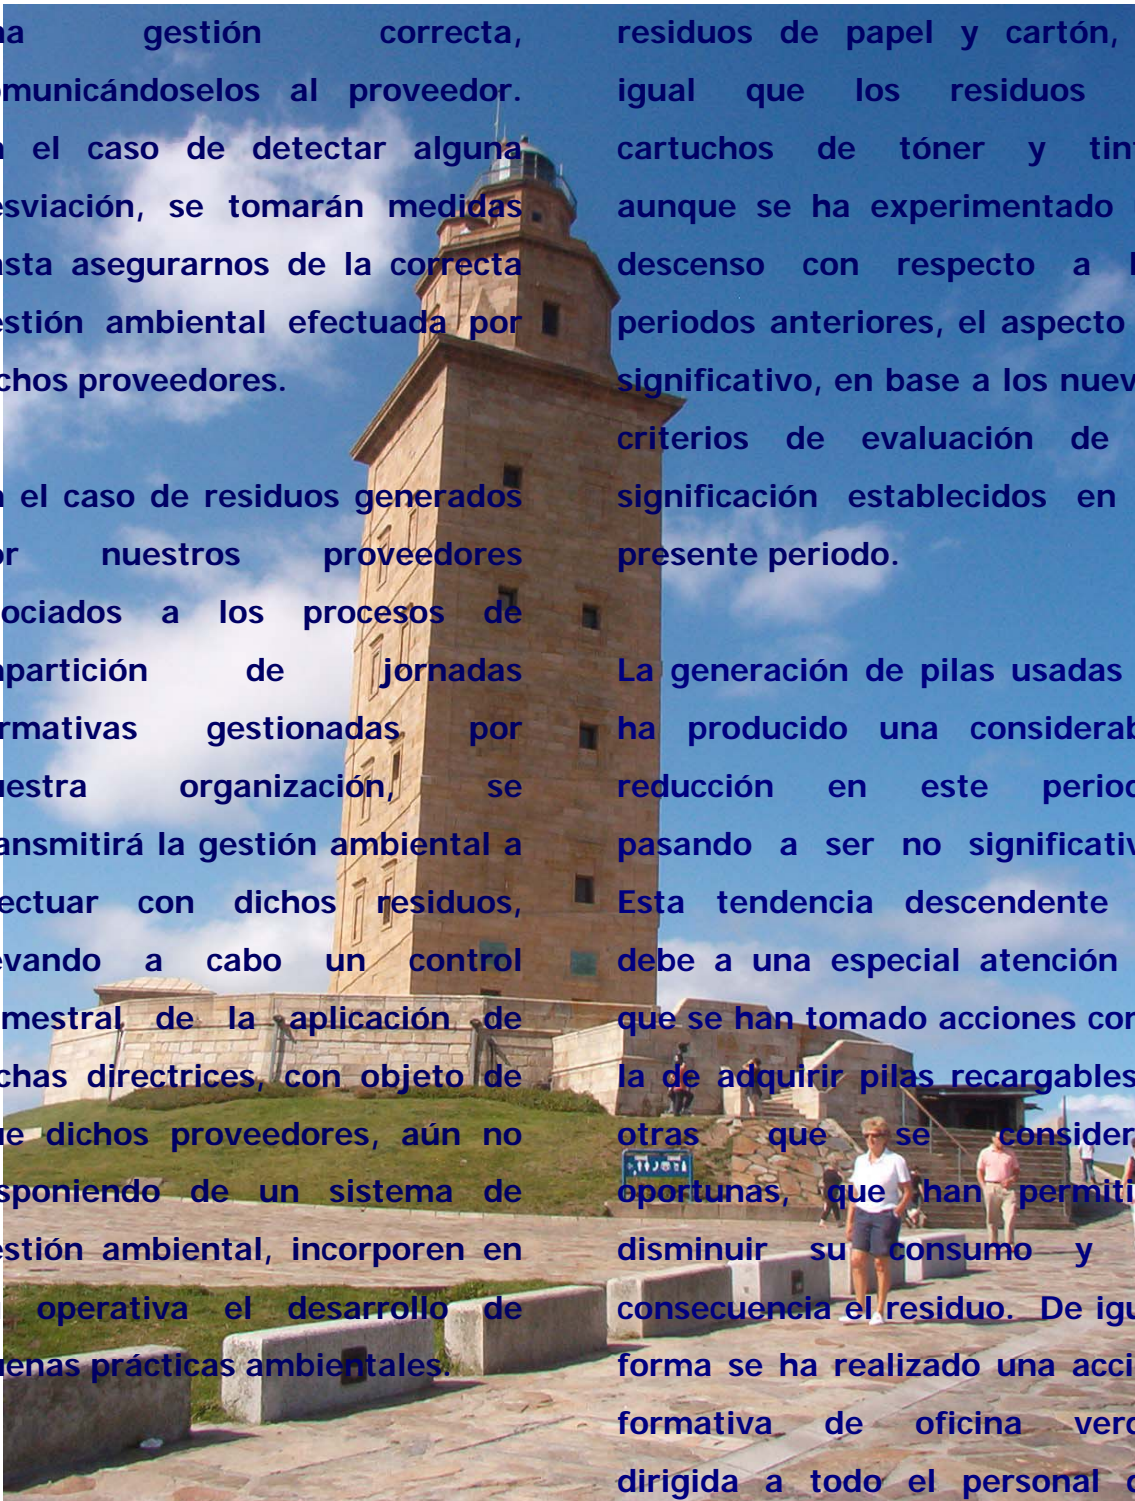 na gestión correcta,
municándoselos al proveedor.
n el caso de detectar alguna
esviación, se tomarán medidas
asta asegurarnos de la correcta
estión ambiental efectuada por
chos proveedores.
n el caso de residuos generados
or nuestros proveedores
ociados a los procesos de
partición de jornadas
rmativas gestionadas por
uestra organización, se
ansmitirá la gestión ambiental a
ectuar con dichos residuos,
evando a cabo un control
mestral de la aplicación de
chas directrices, con objeto de
ue dichos proveedores, aún no
sponiendo de un sistema de
estión ambiental, incorporen en
operativa el desarrollo de
uenas prácticas ambientales.
residuos de papel y cartón,
igual que los residuos
cartuchos de tóner y tint
aunque se ha experimentado
descenso con respecto a l
periodos anteriores, el aspecto
significativo, en base a los nuev
criterios de evaluación de
significación establecidos en
presente periodo.
La generación de pilas usadas
ha producido una considerab
reducción en este period
pasando a ser no significativ
Esta tendencia descendente
debe a una especial atención
que se han tomado acciones com
la de adquirir pilas recargables
otras que se consider
oportunas, que han permiti
disminuir su consumo y
consecuencia el residuo. De igu
forma se ha realizado una acci
formativa de oficina verd
dirigida a todo el personal d